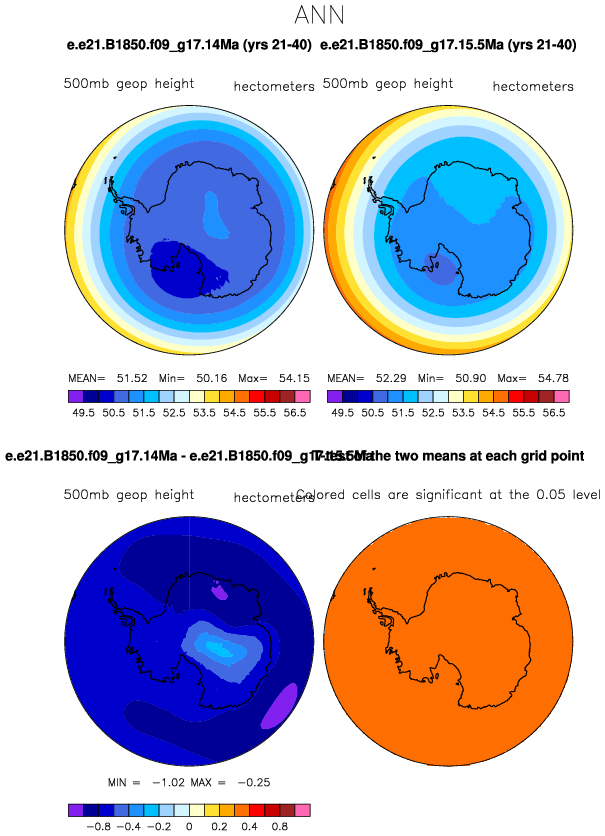 ANN
e.e21.B1850.f09_g17.14Ma (yrs 21-40) e.e21.B1850.f09_g17.15.5Ma (yrs 21-40)
500mb geop height hectometers 500mb geop height hectometers
MEAN= 51.52 Min= 50.16 Max= 54.15 MEAN= 52.29 Min= 50.90 Max= 54.78
49.5 50.5 51.5 52.5 53.5 54.5 55.5 56.5 49.5 50.5 51.5 52.5 53.5 54.5 55.5 56.5
e.e21.B1850.f09_g17.14Ma - e.e21.B1850.f09_g17.15.5Ma T-test of the two means at each grid point
500mb geop height hectometers Colored cells are significant at the 0.05 level
MIN = -1.02 MAX = -0.25
-0.8 -0.4 -0.2 0 0.2 0.4 0.8